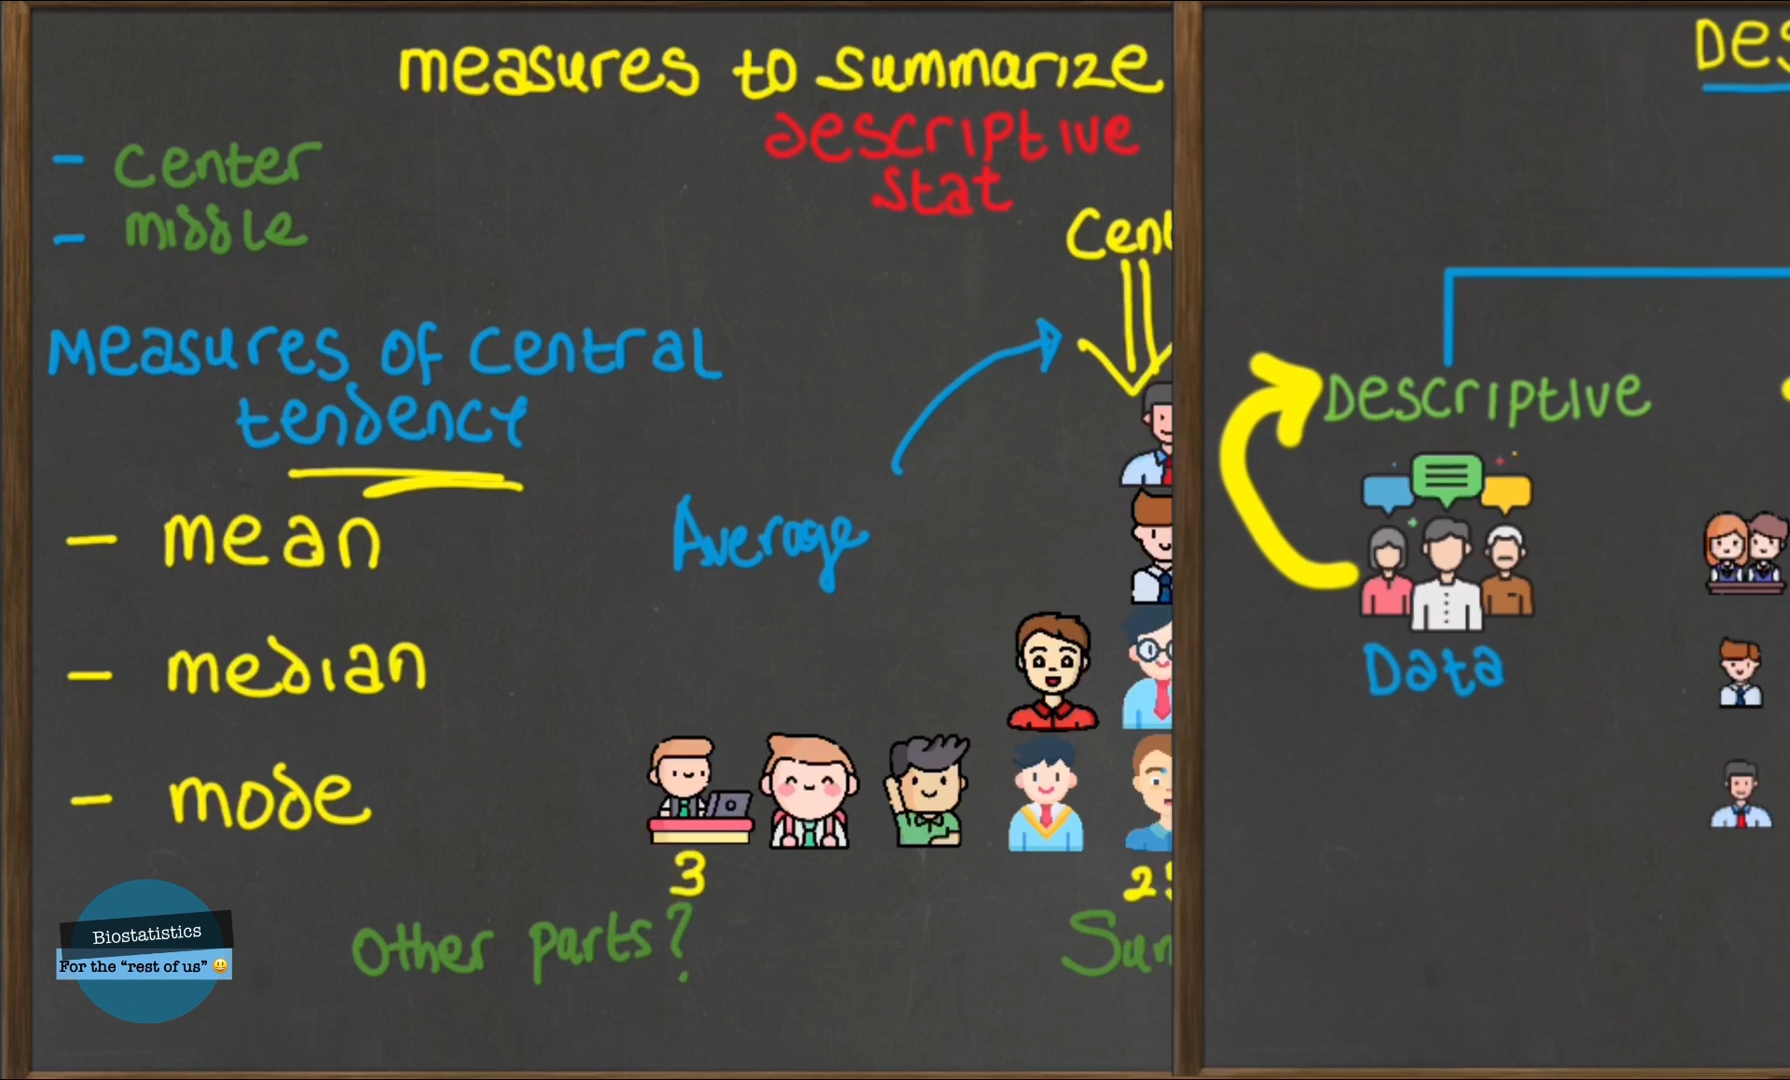 measures to summarize
descriptive
stat
- center
- middle
Measures of central
tendency
- mean
- median
- mode
Average
3
Other parts?
Biostatistics
For the "rest of us" 😃
Descriptive
Data